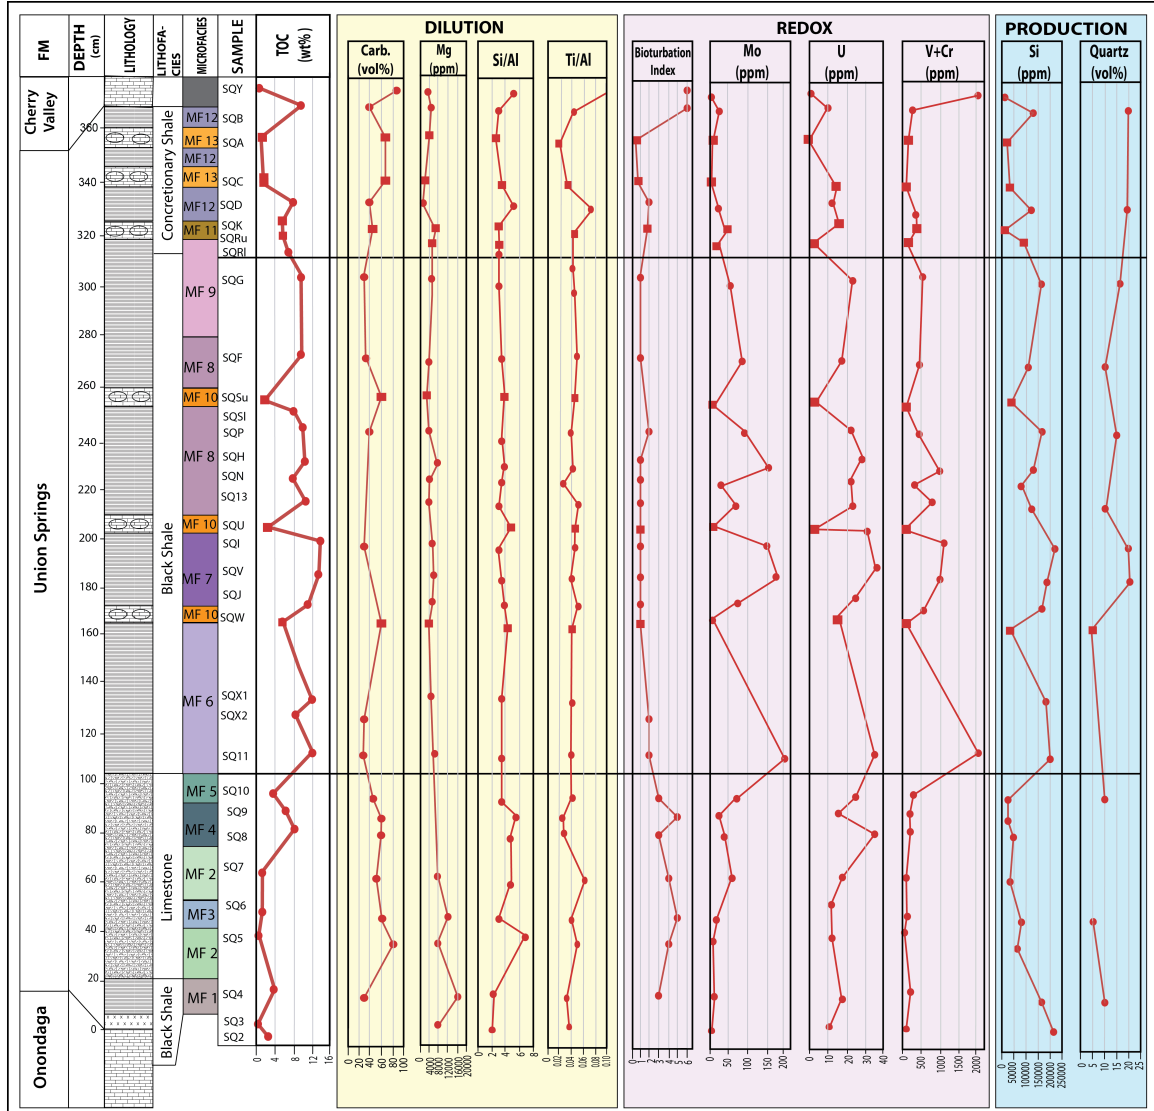 DILUTION
REDOX
PRODUCTION
FM
DEPTH
(cm)
LITHOLOGY
LITHOFA-
CIES
MICROFACIES
SAMPLE
TOC
(wt%)
Carb.
(vol%)
Mg
(ppm)
Si/Al
Ti/Al
Bioturbation
Index
Mo
(ppm)
U
(ppm)
V+Cr
(ppm)
Si
(ppm)
Quartz
(vol%)
Cherry
Valley
Union Springs
Onondaga
360
340
320
300
280
260
240
220
200
180
160
140
120
100
80
60
40
20
0
Concretionary Shale
Black Shale
Limestone
Black Shale
MF12
MF 13
MF12
MF 13
MF12
MF 11
MF 9
MF 8
MF 10
MF 8
MF 10
MF 7
MF 10
MF 6
MF 5
MF 4
MF 2
MF3
MF 2
MF 1
SQY
SQB
SQA
SQC
SQD
SQK
SQRu
SQRl
SQG
SQF
SQSu
SQSl
SQP
SQH
SQN
SQ13
SQU
SQI
SQV
SQJ
SQW
SQX1
SQX2
SQ11
SQ10
SQ9
SQ8
SQ7
SQ6
SQ5
SQ4
SQ3
SQ2
0 4 8 12 16
0 20 40 60 80 100
0 4000 8000 12000 16000 20000
0 2 4 6 8
0 0.02 0.04 0.06 0.08 0.10
0 1 2 3 4 5 6
0 50 100 150 200
0 10 20 30 40
0 500 1000 1500 2000
0 50000 100000 150000 200000 250000
0 5 10 15 20 25